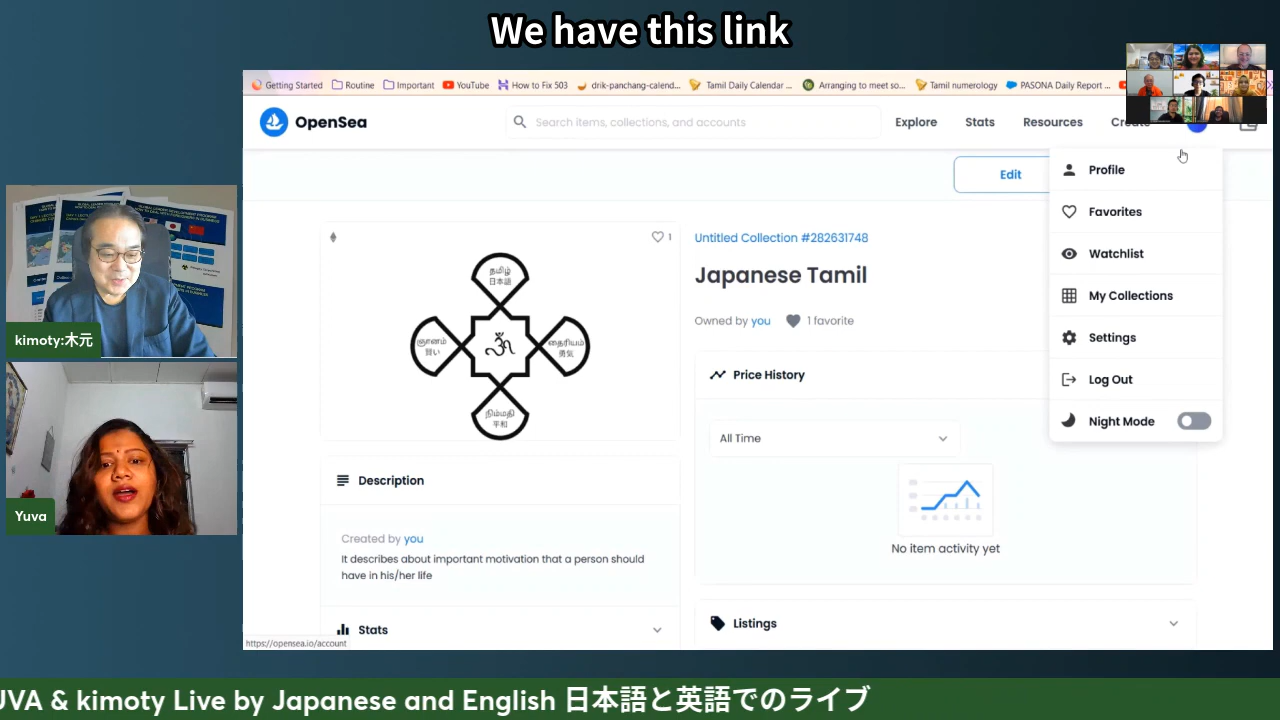 We have this link
Getting Started
Routine
Important
YouTube
How to Fix 503
drik-panchang-calend...
Tamil Daily Calendar ...
Arranging to meet so...
Tamil numerology
PASONA Daily Report ...
OpenSea
Search items, collections, and accounts
Explore
Stats
Resources
Edit
Profile
Favorites
Watchlist
My Collections
Settings
Log Out
Night Mode
1
தமிழ்
日本語
ஞானம்
賢い
தைரியம்
勇気
நிம்மதி
平和
Untitled Collection #282631748
Japanese Tamil
Owned by you
1 favorite
Price History
All Time
No item activity yet
Listings
Description
Created by you
It describes about important motivation that a person should
have in his/her life
Stats
https://opensea.io/account
kimoty:木元
Yuva
UVA & kimoty Live by Japanese and English 日本語と英語でのライブ